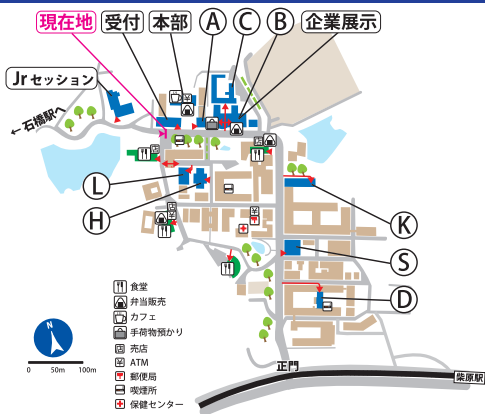 現在地 受付 本部 A C B 企業展示
Jrセッション
←石橋駅へ
L
H
K
S
D
食堂
弁当販売
カフェ
手荷物預かり
売店
ATM
郵便局
喫煙所
保健センター
N
0 50m 100m
正門
柴原駅